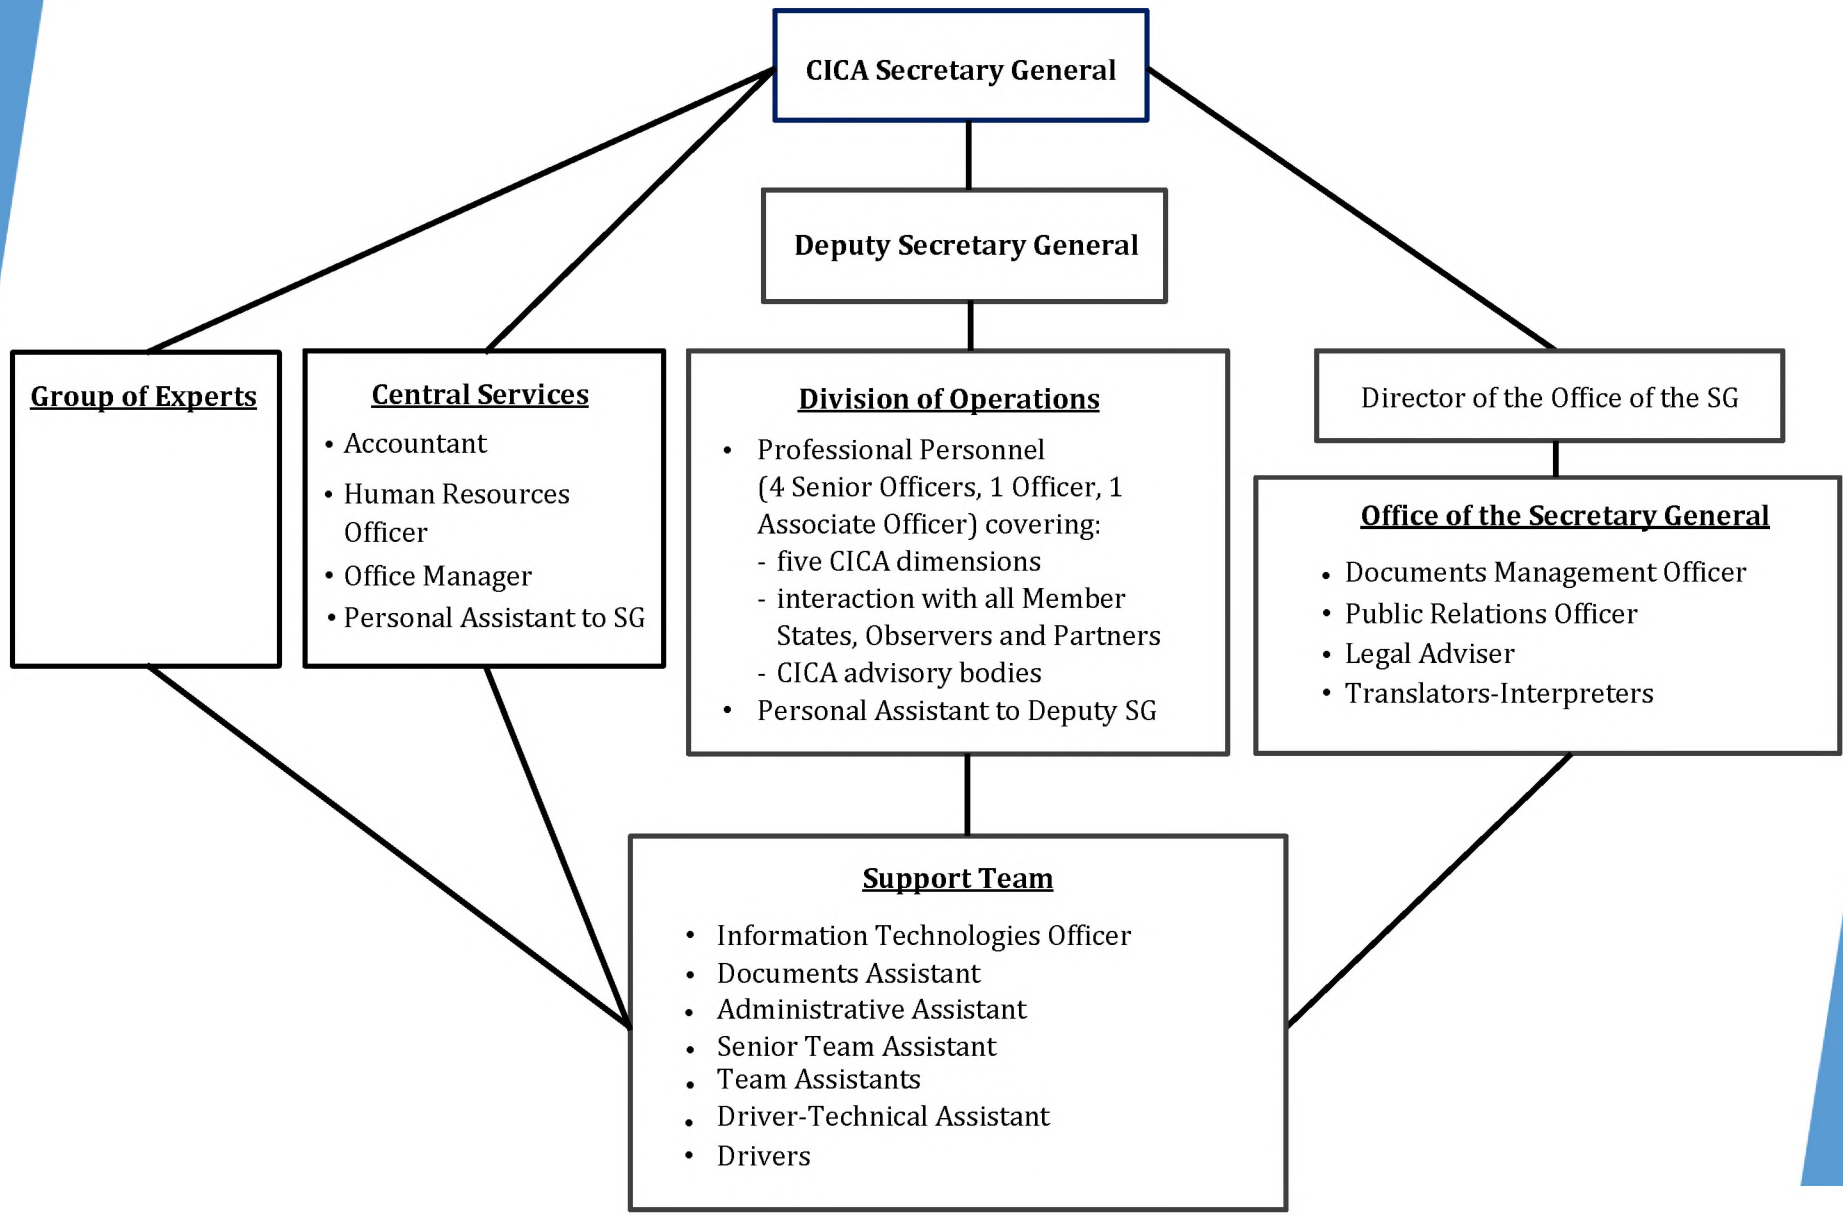 CICA Secretary General
Deputy Secretary General
Group of Experts
Central Services
• Accountant
• Human Resources
Officer
• Office Manager
• Personal Assistant to SG
Division of Operations
• Professional Personnel
(4 Senior Officers, 1 Officer, 1
Associate Officer) covering:
- five CICA dimensions
- interaction with all Member
States, Observers and Partners
- CICA advisory bodies
• Personal Assistant to Deputy SG
Director of the Office of the SG
Office of the Secretary General
• Documents Management Officer
• Public Relations Officer
• Legal Adviser
• Translators-Interpreters
Support Team
• Information Technologies Officer
• Documents Assistant
• Administrative Assistant
• Senior Team Assistant
• Team Assistants
• Driver-Technical Assistant
• Drivers